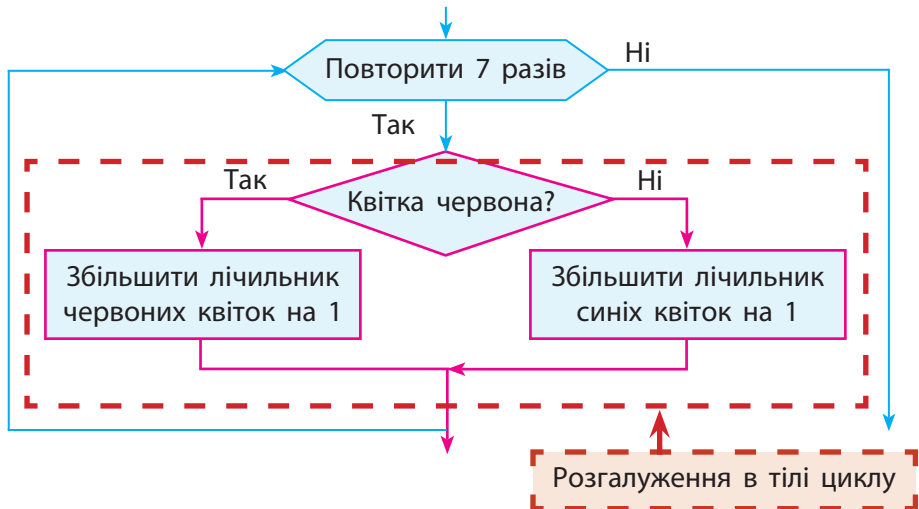 Повторити 7 разів
Ні
Так
Так
Квітка червона?
Ні
Збільшити лічильник
червоних квіток на 1
Збільшити лічильник
синіх квіток на 1
Розгалуження в тілі циклу